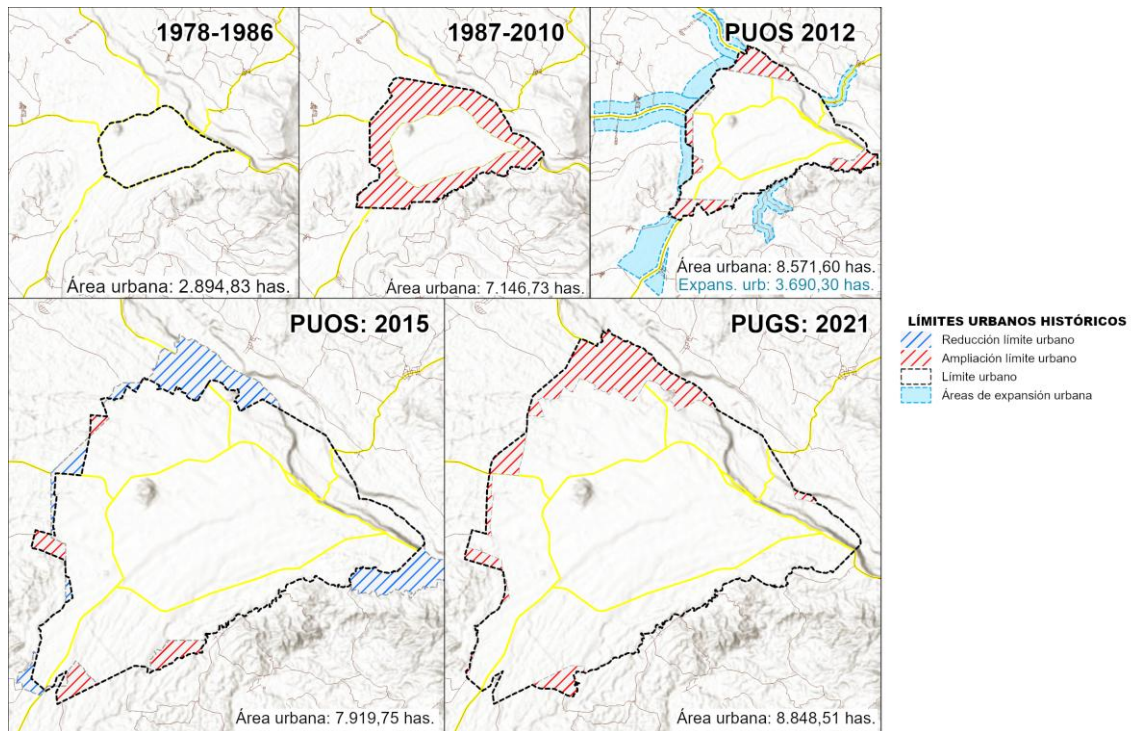 1978-1986
Área urbana: 2.894,83 has.
1987-2010
Área urbana: 7.146,73 has.
PUOS 2012
Área urbana: 8.571,60 has.
Expans. urb: 3.690,30 has.
PUOS: 2015
Área urbana: 7.919,75 has.
PUGS: 2021
Área urbana: 8.848,51 has.
LÍMITES URBANOS HISTÓRICOS
Reducción límite urbano
Ampliación límite urbano
Límite urbano
Áreas de expansión urbana